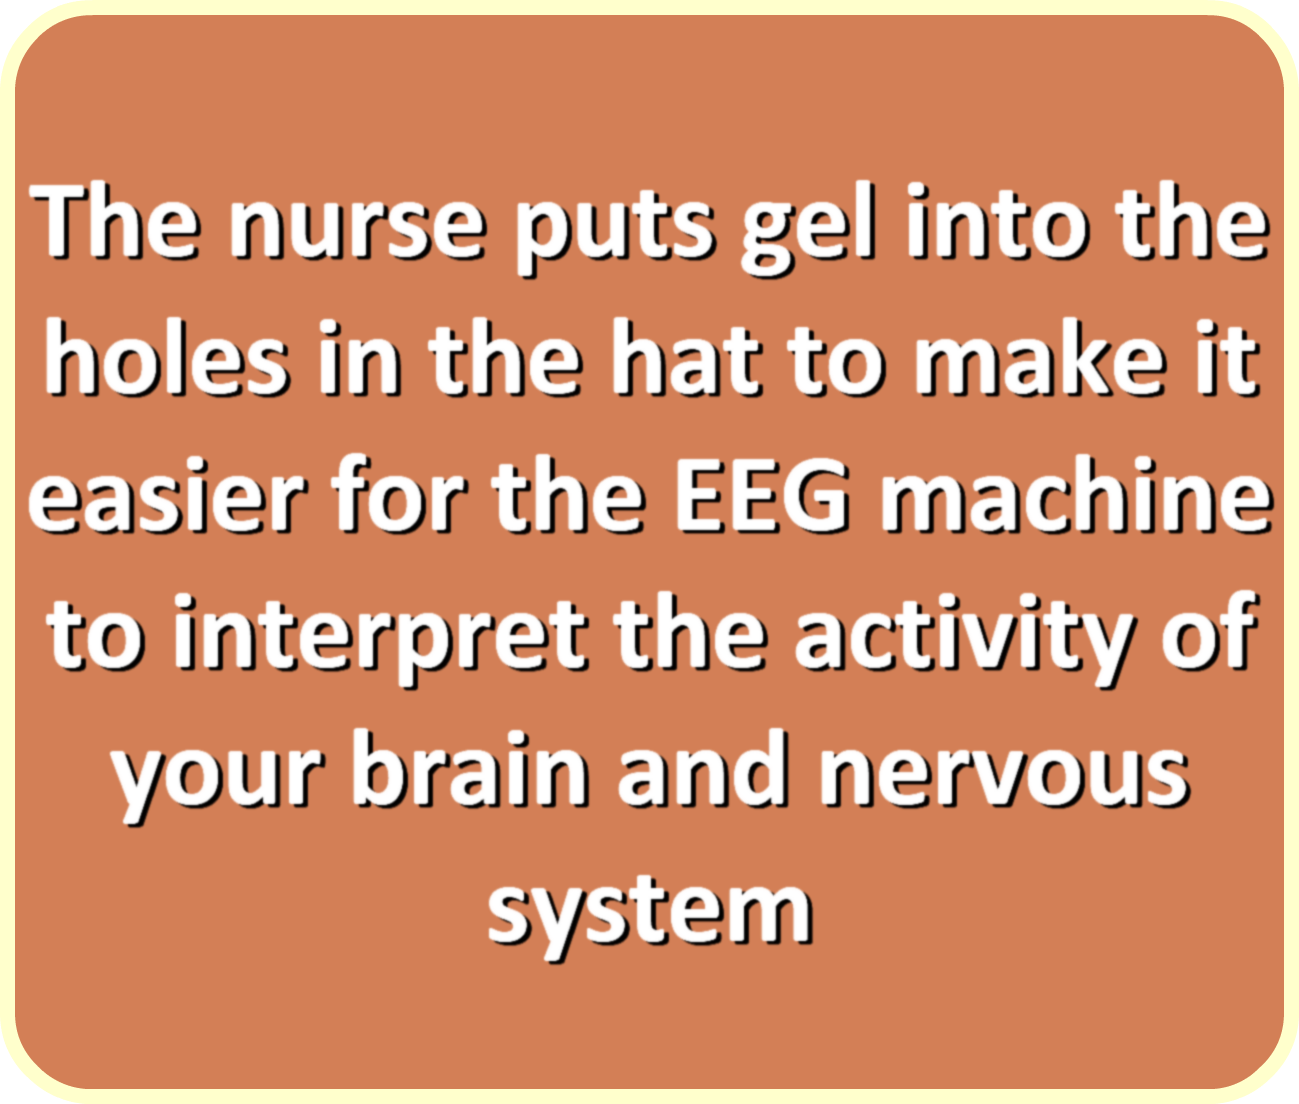 The nurse puts gel into the
holes in the hat to make it
easier for the EEG machine
to interpret the activity of
your brain and nervous
system